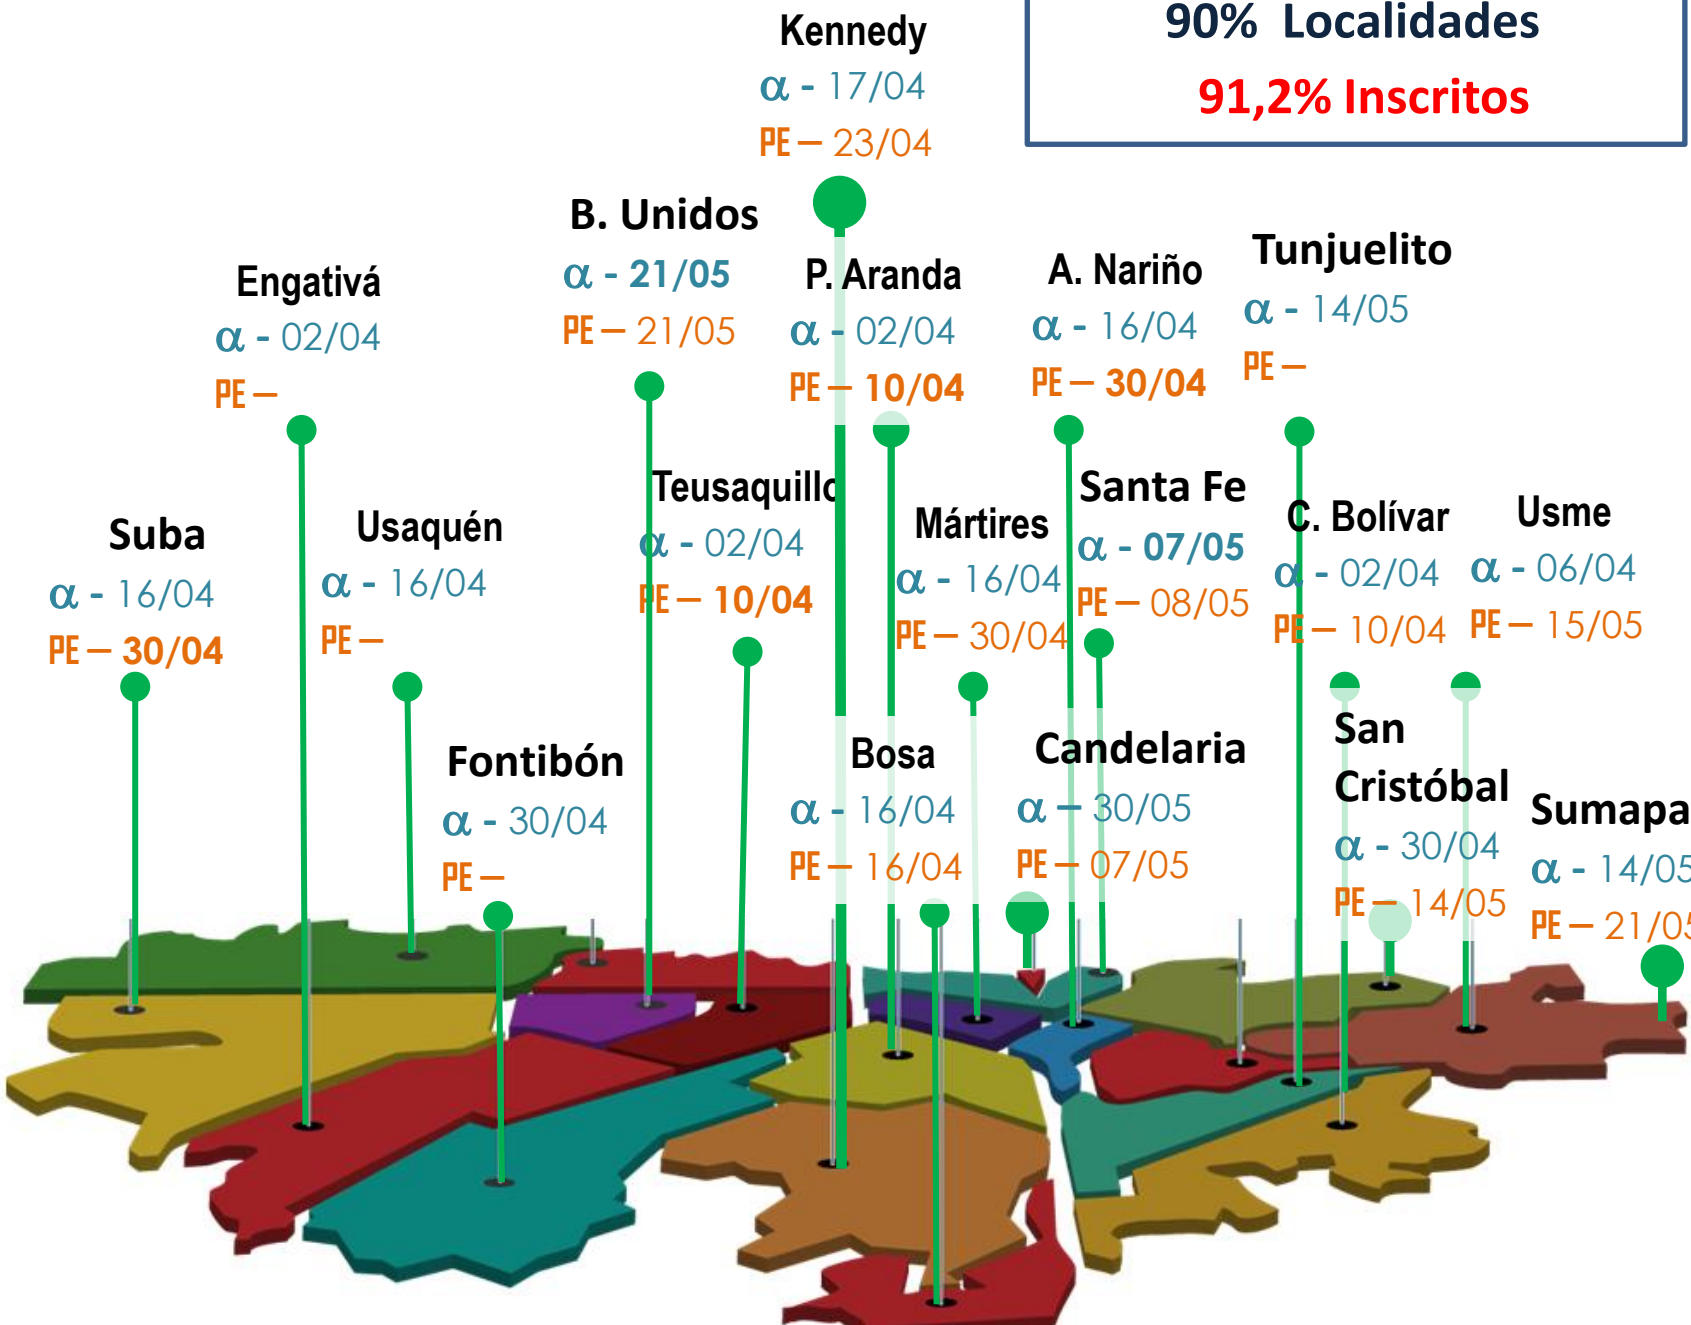 90% Localidades
91,2% Inscritos
Kennedy
α - 17/04
PE – 23/04
B. Unidos
α - 21/05
PE – 21/05
Engativá
α - 02/04
PE –
P. Aranda
α - 02/04
PE – 10/04
A. Nariño
α - 16/04
PE – 30/04
Tunjuelito
α - 14/05
PE –
Suba
α - 16/04
PE – 30/04
Usaquén
α - 16/04
PE –
Teusaquillo
α - 02/04
PE – 10/04
Mártires
α - 16/04
PE – 30/04
Santa Fe
α - 07/05
PE – 08/05
C. Bolívar
α - 02/04
PE – 10/04
Usme
α - 06/04
PE – 15/05
Fontibón
α - 30/04
PE –
Bosa
α - 16/04
PE – 16/04
Candelaria
α – 30/05
PE – 07/05
San
Cristóbal
α - 30/04
PE – 14/05
Sumapa
α - 14/05
PE – 21/05